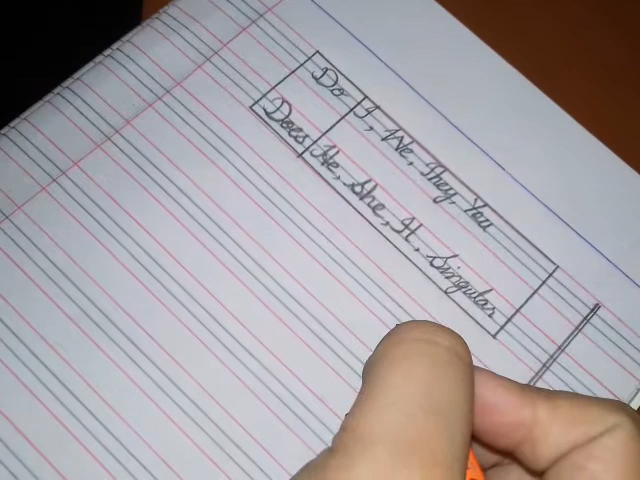 Do I, We, They, You
Does He, She, It, Singular